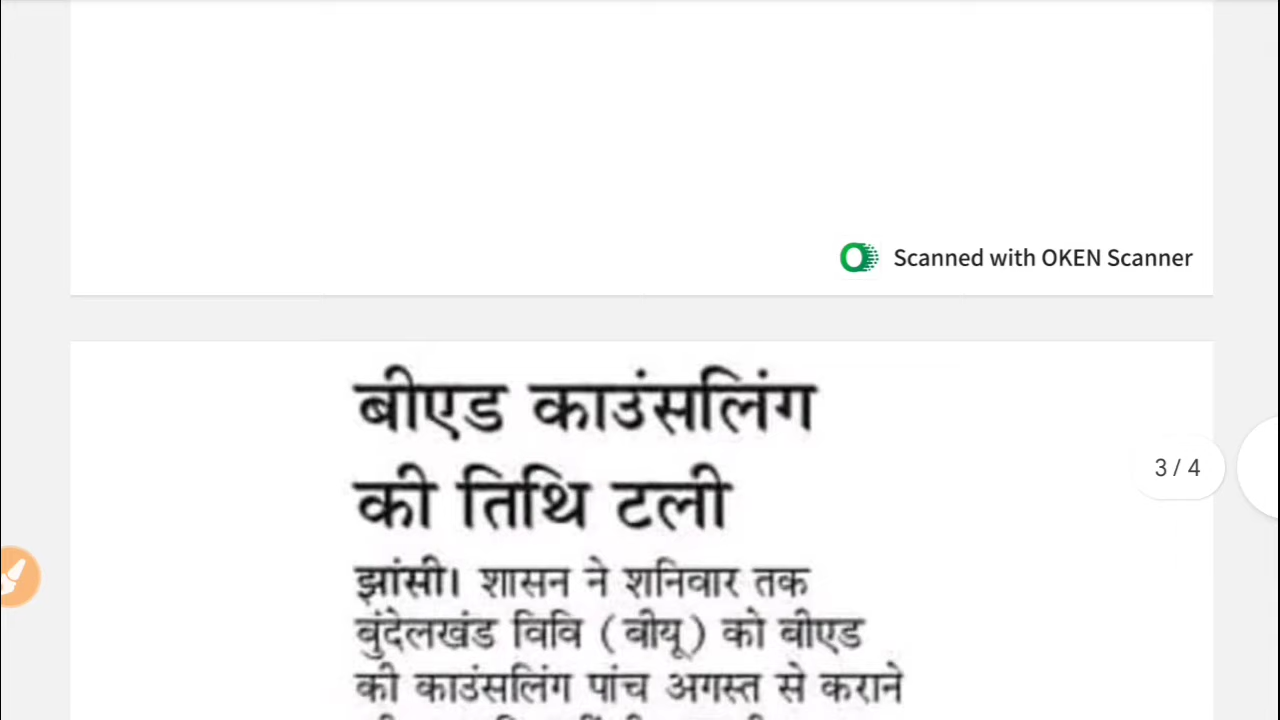 Scanned with OKEN Scanner
बीएड काउंसलिंग
की तिथि टली
3 / 4
झांसी। शासन ने शनिवार तक
बुंदेलखंड विवि (बीयू) को बीएड
की काउंसलिंग पांच अगस्त से कराने